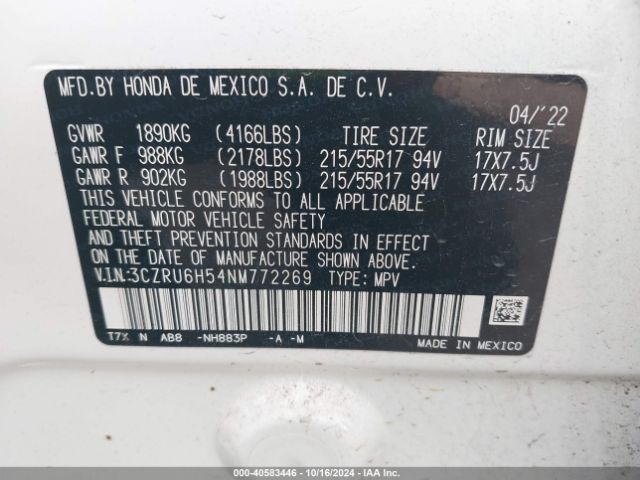 MFD.BY HONDA DE MEXICO S.A. DE C.V.
04/'22
GVWR 1890KG (4166LBS) TIRE SIZE RIM SIZE
GAWR F 988KG (2178LBS) 215/55R17 94V 17X7.5J
GAWR R 902KG (1988LBS) 215/55R17 94V 17X7.5J
THIS VEHICLE CONFORMS TO ALL APPLICABLE
FEDERAL MOTOR VEHICLE SAFETY
AND THEFT PREVENTION STANDARDS IN EFFECT
ON THE DATE OF MANUFACTURE SHOWN ABOVE.
V.I.N.:3CZRU6H54NM772269 TYPE: MPV
T7X N AB8 -NH883P -A -M
MADE IN MEXICO
000-40583446 - 10/16/2024 - IAA Inc.